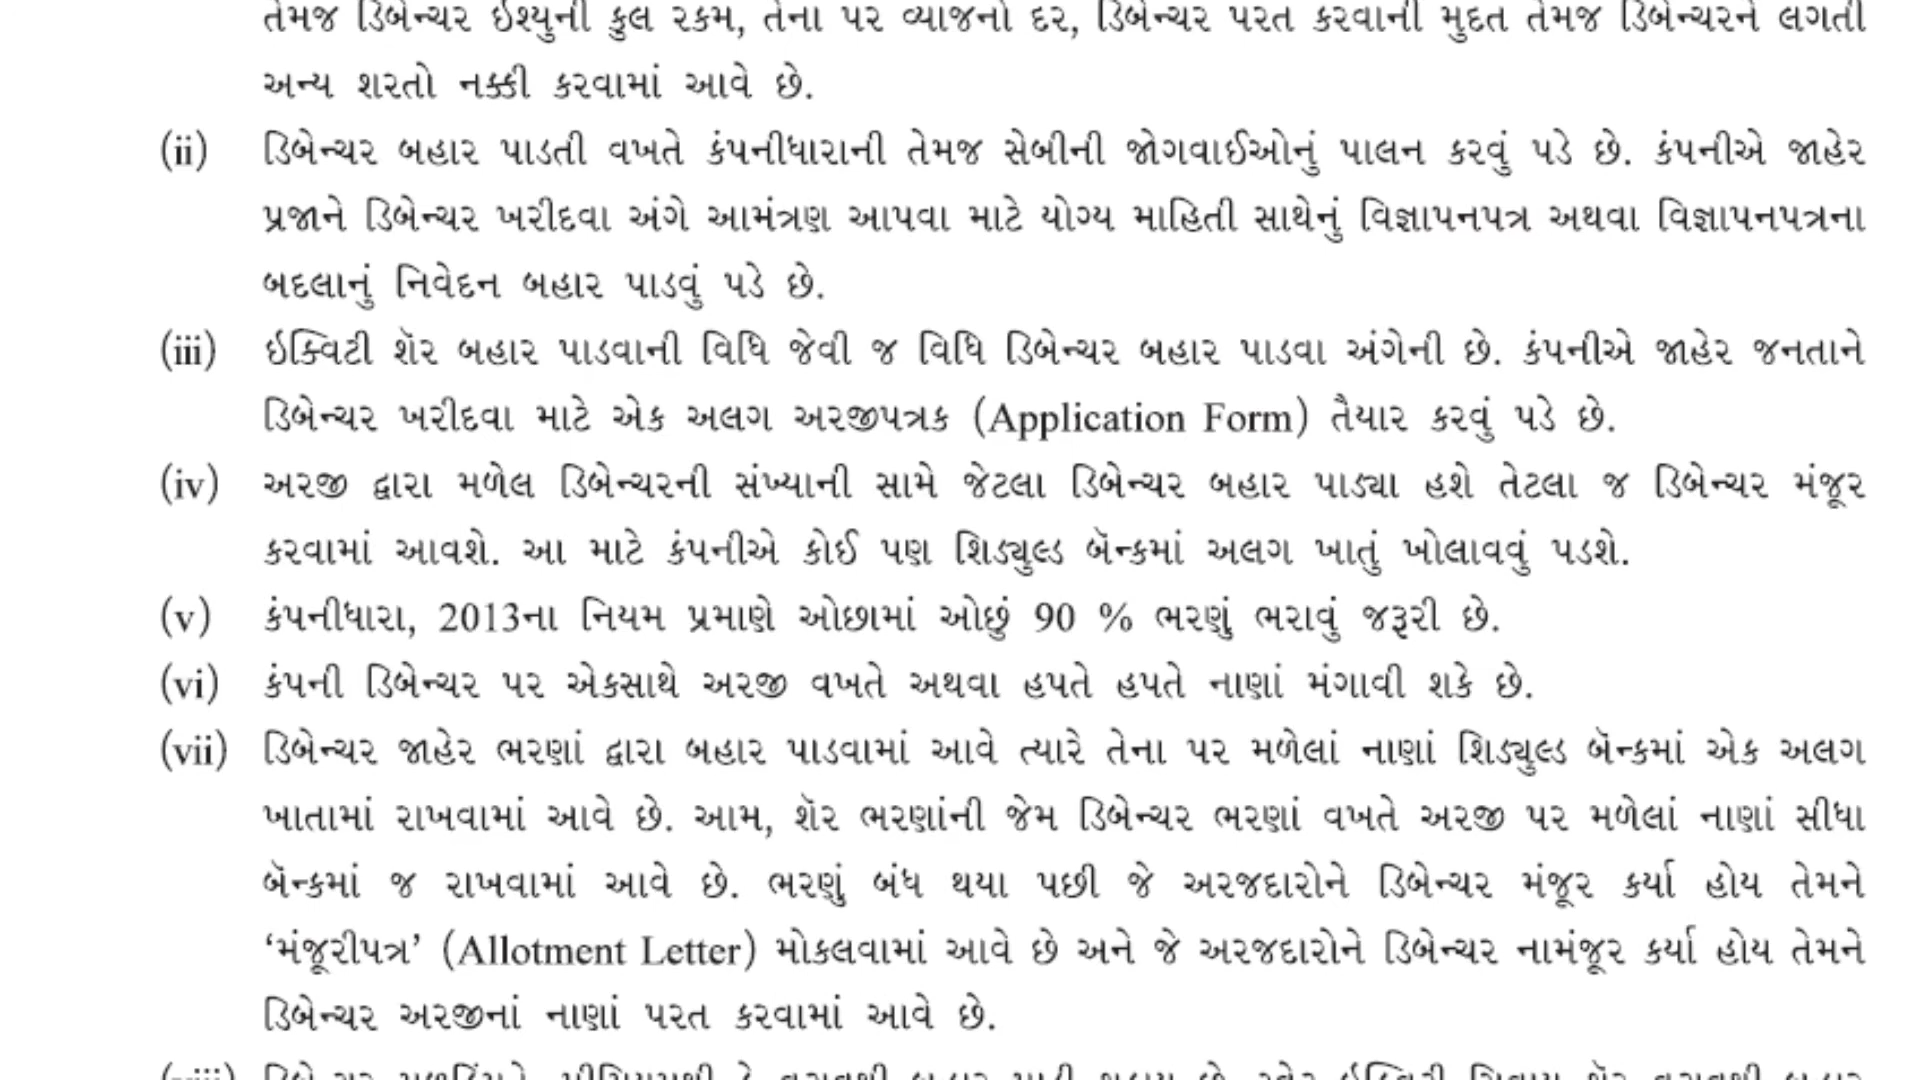 તેમજ ડિબેન્ચર ઇશ્યુની કુલ રકમ, તેના પર વ્યાજનો દર, ડિબેન્ચર પરત કરવાની મુદત તેમજ ડિબેન્ચરને લગતી
અન્ય શરતો નક્કી કરવામાં આવે છે.
(ii) ડિબેન્ચર બહાર પાડતી વખતે કંપનીધારાની તેમજ સેબીની જોગવાઈઓનું પાલન કરવું પડે છે. કંપનીએ જાહેર
પ્રજાને ડિબેન્ચર ખરીદવા અંગે આમંત્રણ આપવા માટે યોગ્ય માહિતી સાથેનું વિજ્ઞાપનપત્ર અથવા વિજ્ઞાપનપત્રના
બદલાનું નિવેદન બહાર પાડવું પડે છે.
(iii) ઇક્વિટી શૅર બહાર પાડવાની વિધિ જેવી જ વિધિ ડિબેન્ચર બહાર પાડવા અંગેની છે. કંપનીએ જાહેર જનતાને
ડિબેન્ચર ખરીદવા માટે એક અલગ અરજીપત્રક (Application Form) તૈયાર કરવું પડે છે.
(iv) અરજી દ્વારા મળેલ ડિબેન્ચરની સંખ્યાની સામે જેટલા ડિબેન્ચર બહાર પાડ્યા હશે તેટલા જ ડિબેન્ચર મંજૂર
કરવામાં આવશે. આ માટે કંપનીએ કોઈ પણ શિડ્યુલ્ડ બૅન્કમાં અલગ ખાતું ખોલાવવું પડશે.
(v) કંપનીધારા, 2013ના નિયમ પ્રમાણે ઓછામાં ઓછું 90 % ભરણું ભરાવું જરૂરી છે.
(vi) કંપની ડિબેન્ચર પર એકસાથે અરજી વખતે અથવા હપતે હપતે નાણાં મંગાવી શકે છે.
(vii) ડિબેન્ચર જાહેર ભરણાં દ્વારા બહાર પાડવામાં આવે ત્યારે તેના પર મળેલાં નાણાં શિડ્યુલ્ડ બૅન્કમાં એક અલગ
ખાતામાં રાખવામાં આવે છે. આમ, શૅર ભરણાંની જેમ ડિબેન્ચર ભરણાં વખતે અરજી પર મળેલાં નાણાં સીધા
બૅન્કમાં જ રાખવામાં આવે છે. ભરણું બંધ થયા પછી જે અરજદારોને ડિબેન્ચર મંજૂર કર્યા હોય તેમને
‘મંજૂરીપત્ર’ (Allotment Letter) મોકલવામાં આવે છે અને જે અરજદારોને ડિબેન્ચર નામંજૂર કર્યા હોય તેમને
ડિબેન્ચર અરજીનાં નાણાં પરત કરવામાં આવે છે.